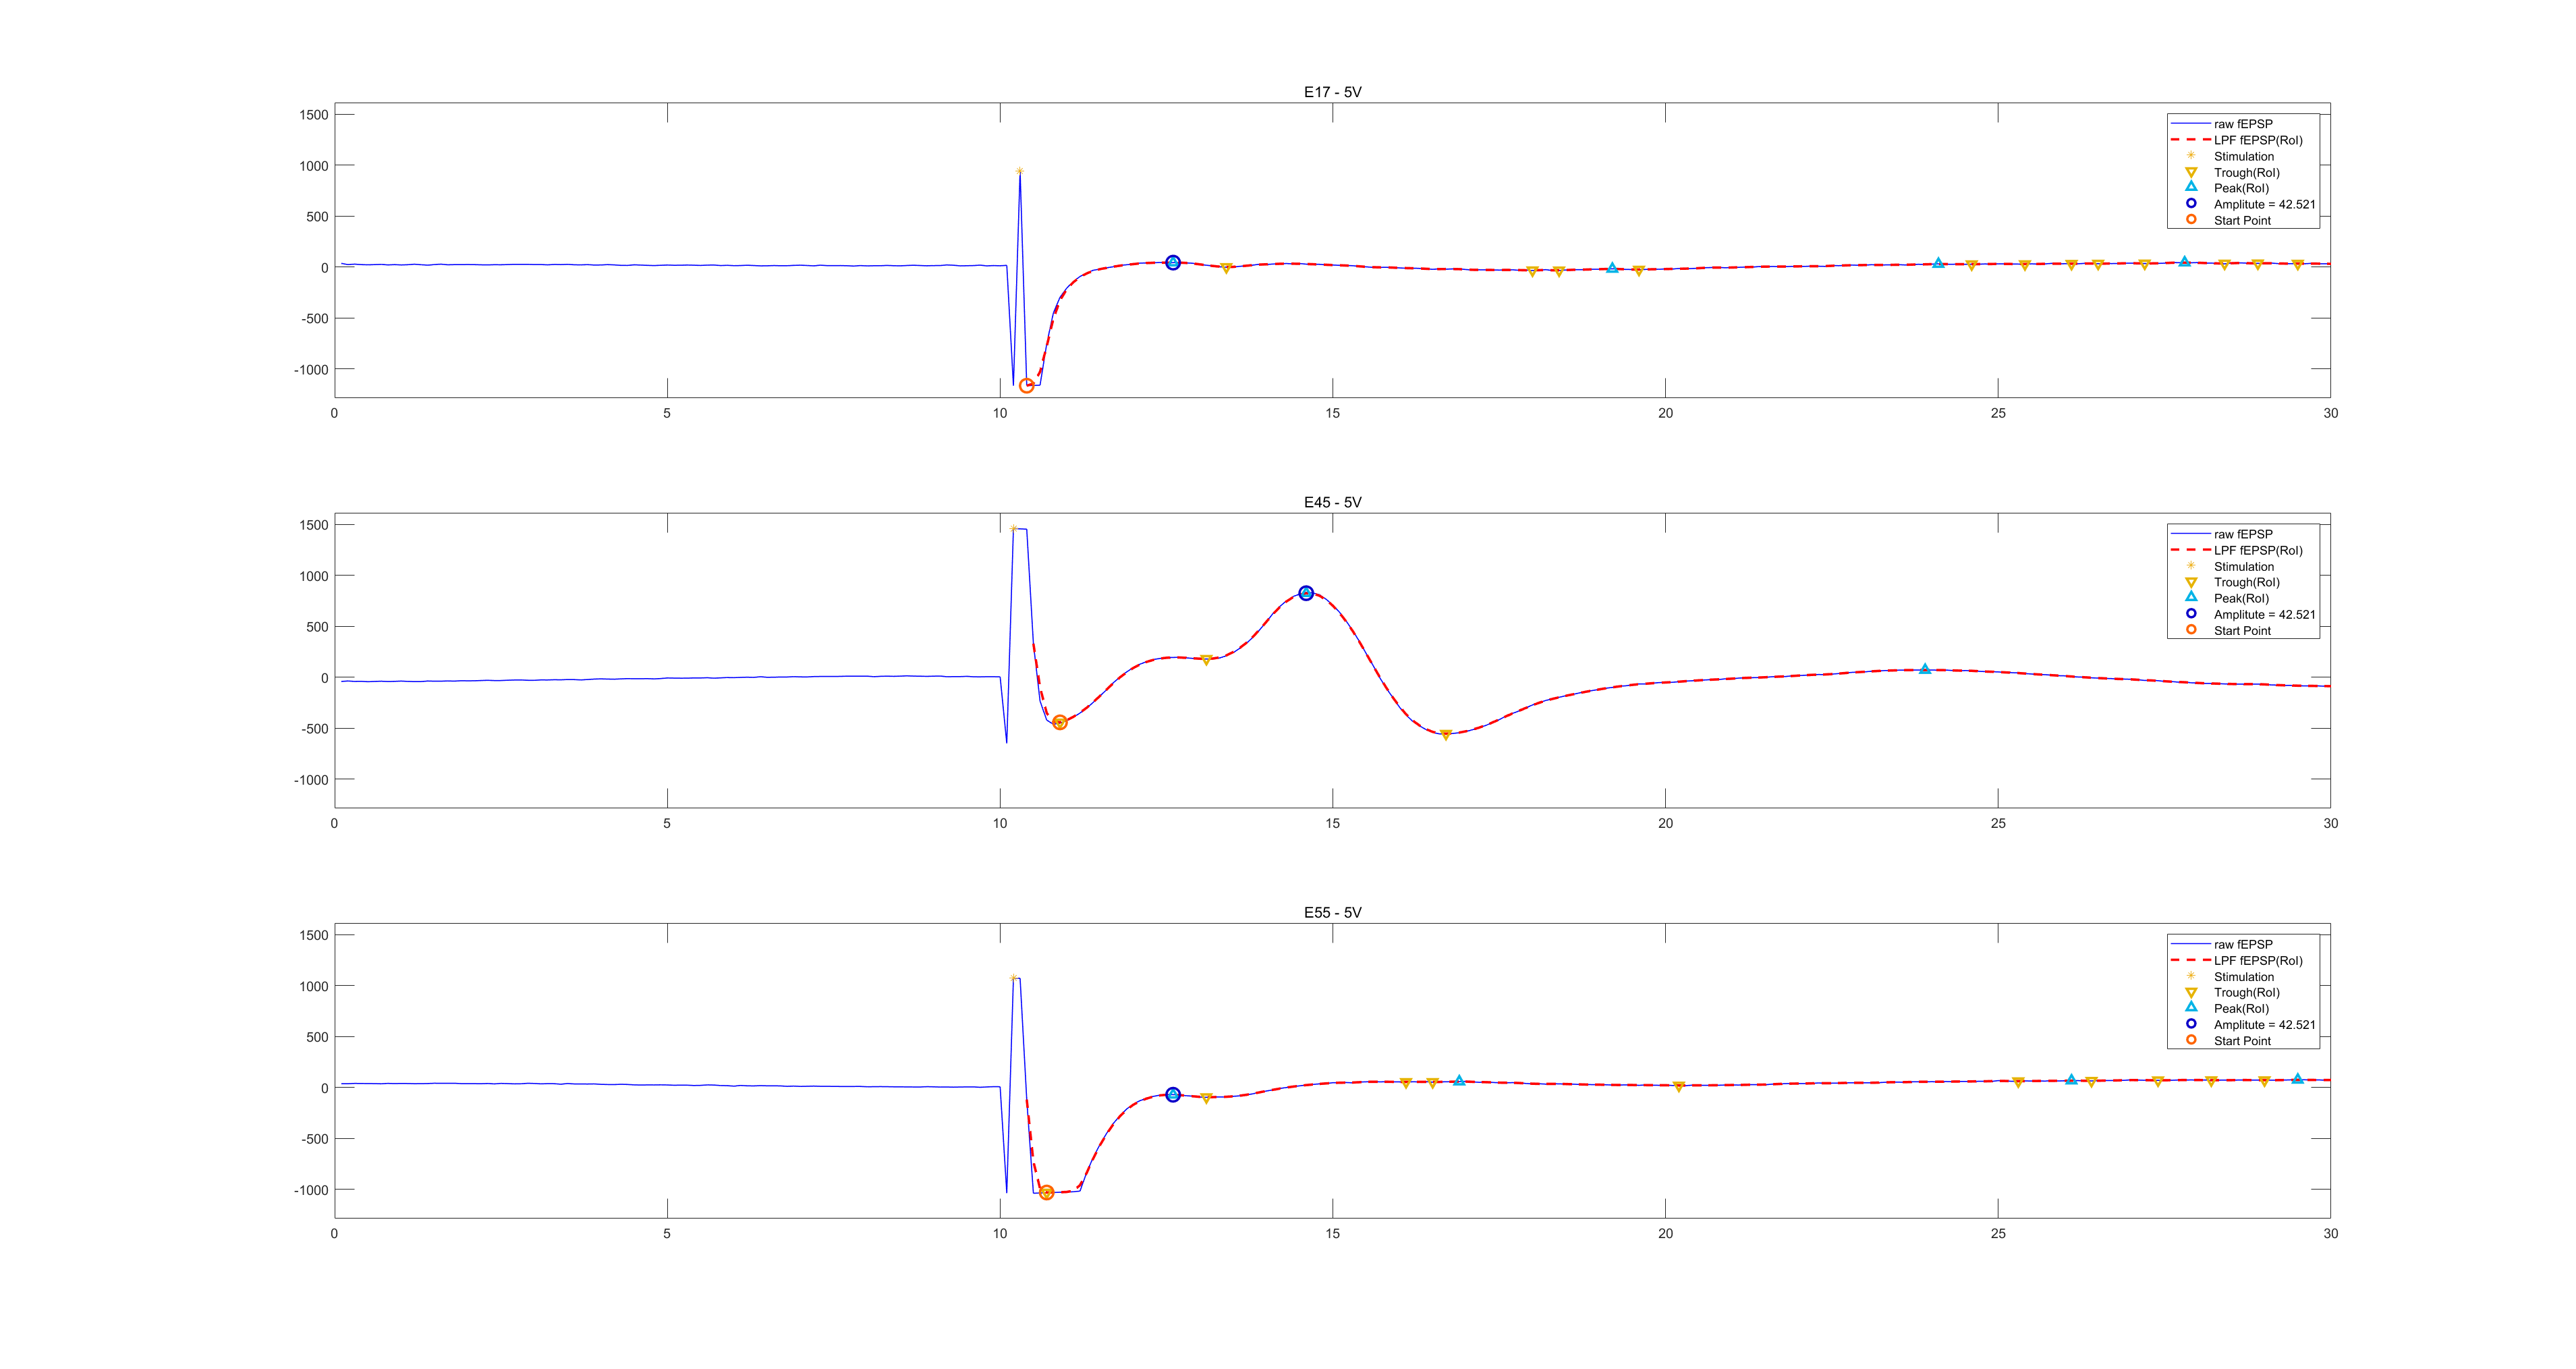 E17 - 5V
1500
1000
500
0
-500
-1000
0 5 10 15 20 25 30
raw fEPSP
LPF fEPSP(RoI)
Stimulation
Trough(RoI)
Peak(RoI)
Amplitute = 42.521
Start Point
E45 - 5V
1500
1000
500
0
-500
-1000
0 5 10 15 20 25 30
raw fEPSP
LPF fEPSP(RoI)
Stimulation
Trough(RoI)
Peak(RoI)
Amplitute = 42.521
Start Point
E55 - 5V
1500
1000
500
0
-500
-1000
0 5 10 15 20 25 30
raw fEPSP
LPF fEPSP(RoI)
Stimulation
Trough(RoI)
Peak(RoI)
Amplitute = 42.521
Start Point